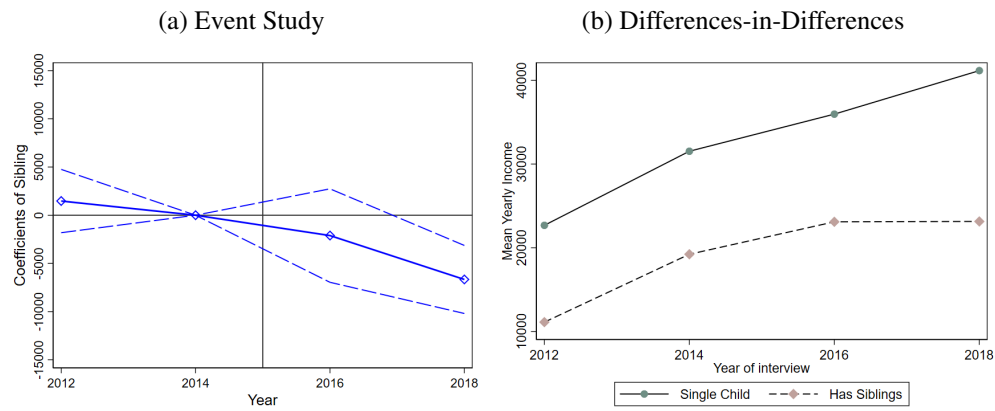 (a) Event Study
15000
10000
5000
0
-5000
-10000
-15000
Coefficients of Sibling
2012
2014
2016
2018
Year
(b) Differences-in-Differences
40000
30000
20000
10000
Mean Yearly Income
2012
2014
2016
2018
Year of interview
Single Child
Has Siblings